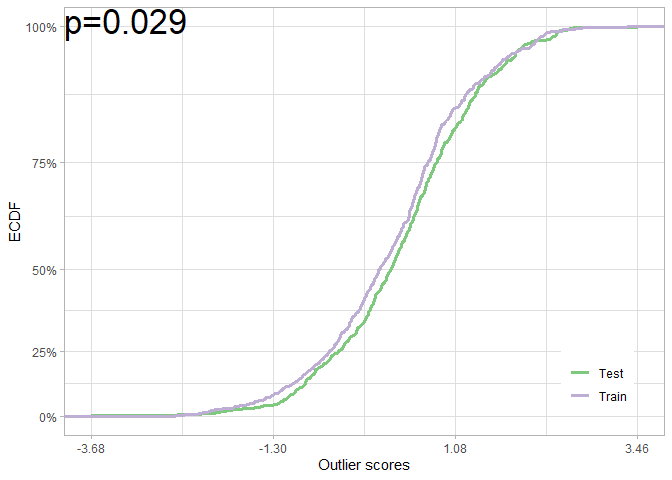 p=0.029
100%
75%
50%
25%
0%
ECDF
Test
Train
-3.68
-1.30
1.08
3.46
Outlier scores